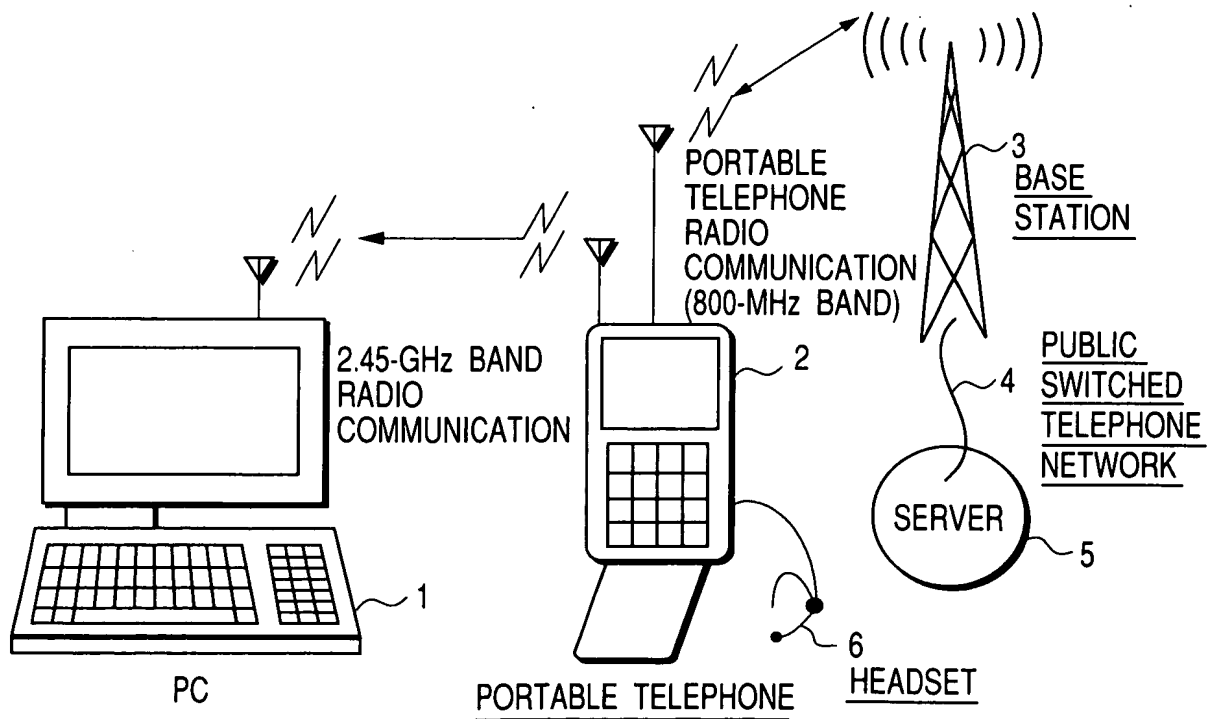 PORTABLE
TELEPHONE
RADIO
COMMUNICATION
(800-MHz BAND)
3
BASE
STATION
2.45-GHz BAND
RADIO
COMMUNICATION
2
4
PUBLIC
SWITCHED
TELEPHONE
NETWORK
SERVER
5
1
6
HEADSET
PC
PORTABLE TELEPHONE